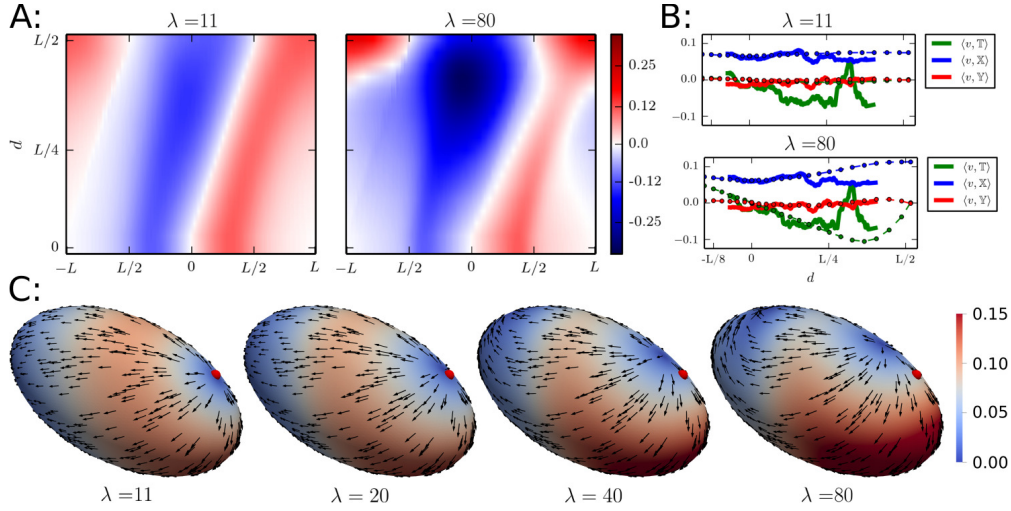 A:
λ =11
λ =80
L/2
L/4
0
d
−L
L/2
0
L/2
L
−L
L/2
0
L/2
L
0.25
0.12
0.0
-0.12
-0.25
B:
λ =11
0.1
0.0
−0.1
⟨v, 𝕋⟩
⟨v, 𝕏⟩
⟨v, 𝕐⟩
λ =80
0.1
0.0
−0.1
-L/8
0
L/4
L/2
d
⟨v, 𝕋⟩
⟨v, 𝕏⟩
⟨v, 𝕐⟩
C:
λ =11
λ =20
λ =40
λ =80
0.15
0.10
0.05
0.00